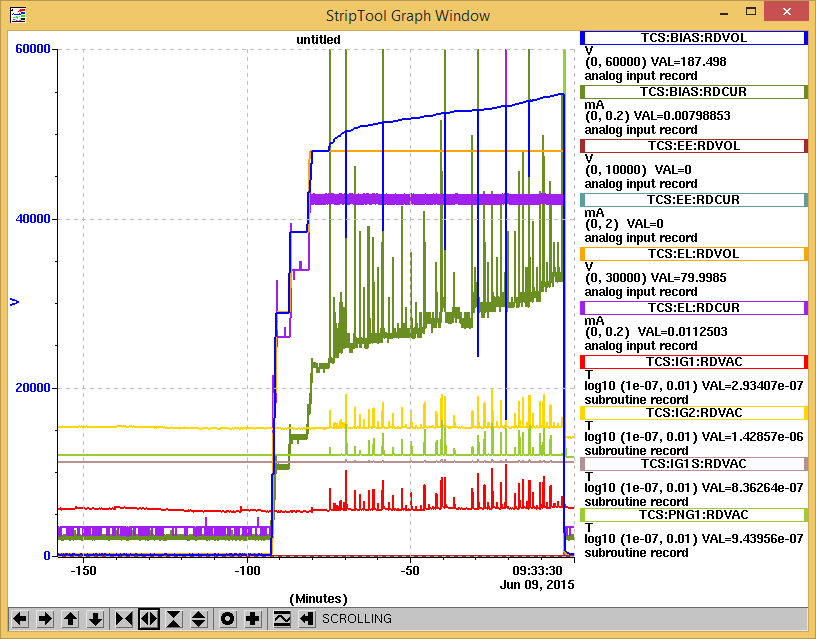 StripTool Graph Window
untitled
60000
40000
20000
0
V
-150
-100
-50
09:33:30
Jun 09, 2015
(Minutes)
TCS:BIAS:RDVOL
V
(0, 60000) VAL=187.498
analog input record
TCS:BIAS:RDCUR
mA
(0, 0.2) VAL=0.00798853
analog input record
TCS:EE:RDVOL
V
(0, 10000) VAL=0
analog input record
TCS:EE:RDCUR
mA
(0, 2) VAL=0
analog input record
TCS:EL:RDVOL
V
(0, 30000) VAL=79.9985
analog input record
TCS:EL:RDCUR
mA
(0, 0.2) VAL=0.0112503
analog input record
TCS:IG1:RDVAC
T
log10 (1e-07, 0.01) VAL=2.93407e-07
subroutine record
TCS:IG2:RDVAC
T
log10 (1e-07, 0.01) VAL=1.42857e-06
subroutine record
TCS:IG1S:RDVAC
T
log10 (1e-07, 0.01) VAL=8.36264e-07
subroutine record
TCS:PNG1:RDVAC
T
log10 (1e-07, 0.01) VAL=9.43956e-07
subroutine record
SCROLLING